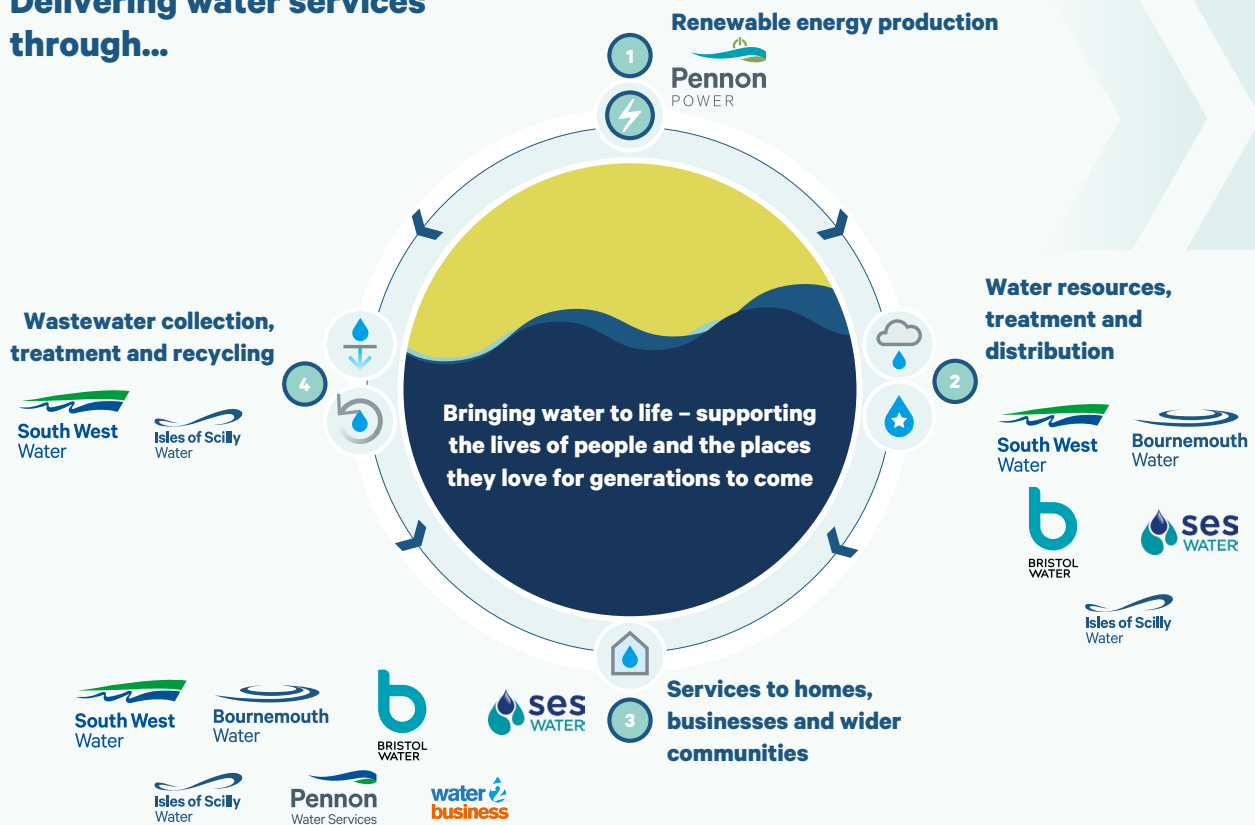 Delivering water services
through...
1
Renewable energy production
Pennon
POWER
2
Water resources,
treatment and
distribution
South West
Water
Bournemouth
Water
BRISTOL
WATER
ses
WATER
Isles of Scilly
Water
Bringing water to life – supporting
the lives of people and the places
they love for generations to come
3
Services to homes,
businesses and wider
communities
South West
Water
Bournemouth
Water
BRISTOL
WATER
ses
WATER
Isles of Scilly
Water
Pennon
Water Services
water 2
business
4
Wastewater collection,
treatment and recycling
South West
Water
Isles of Scilly
Water